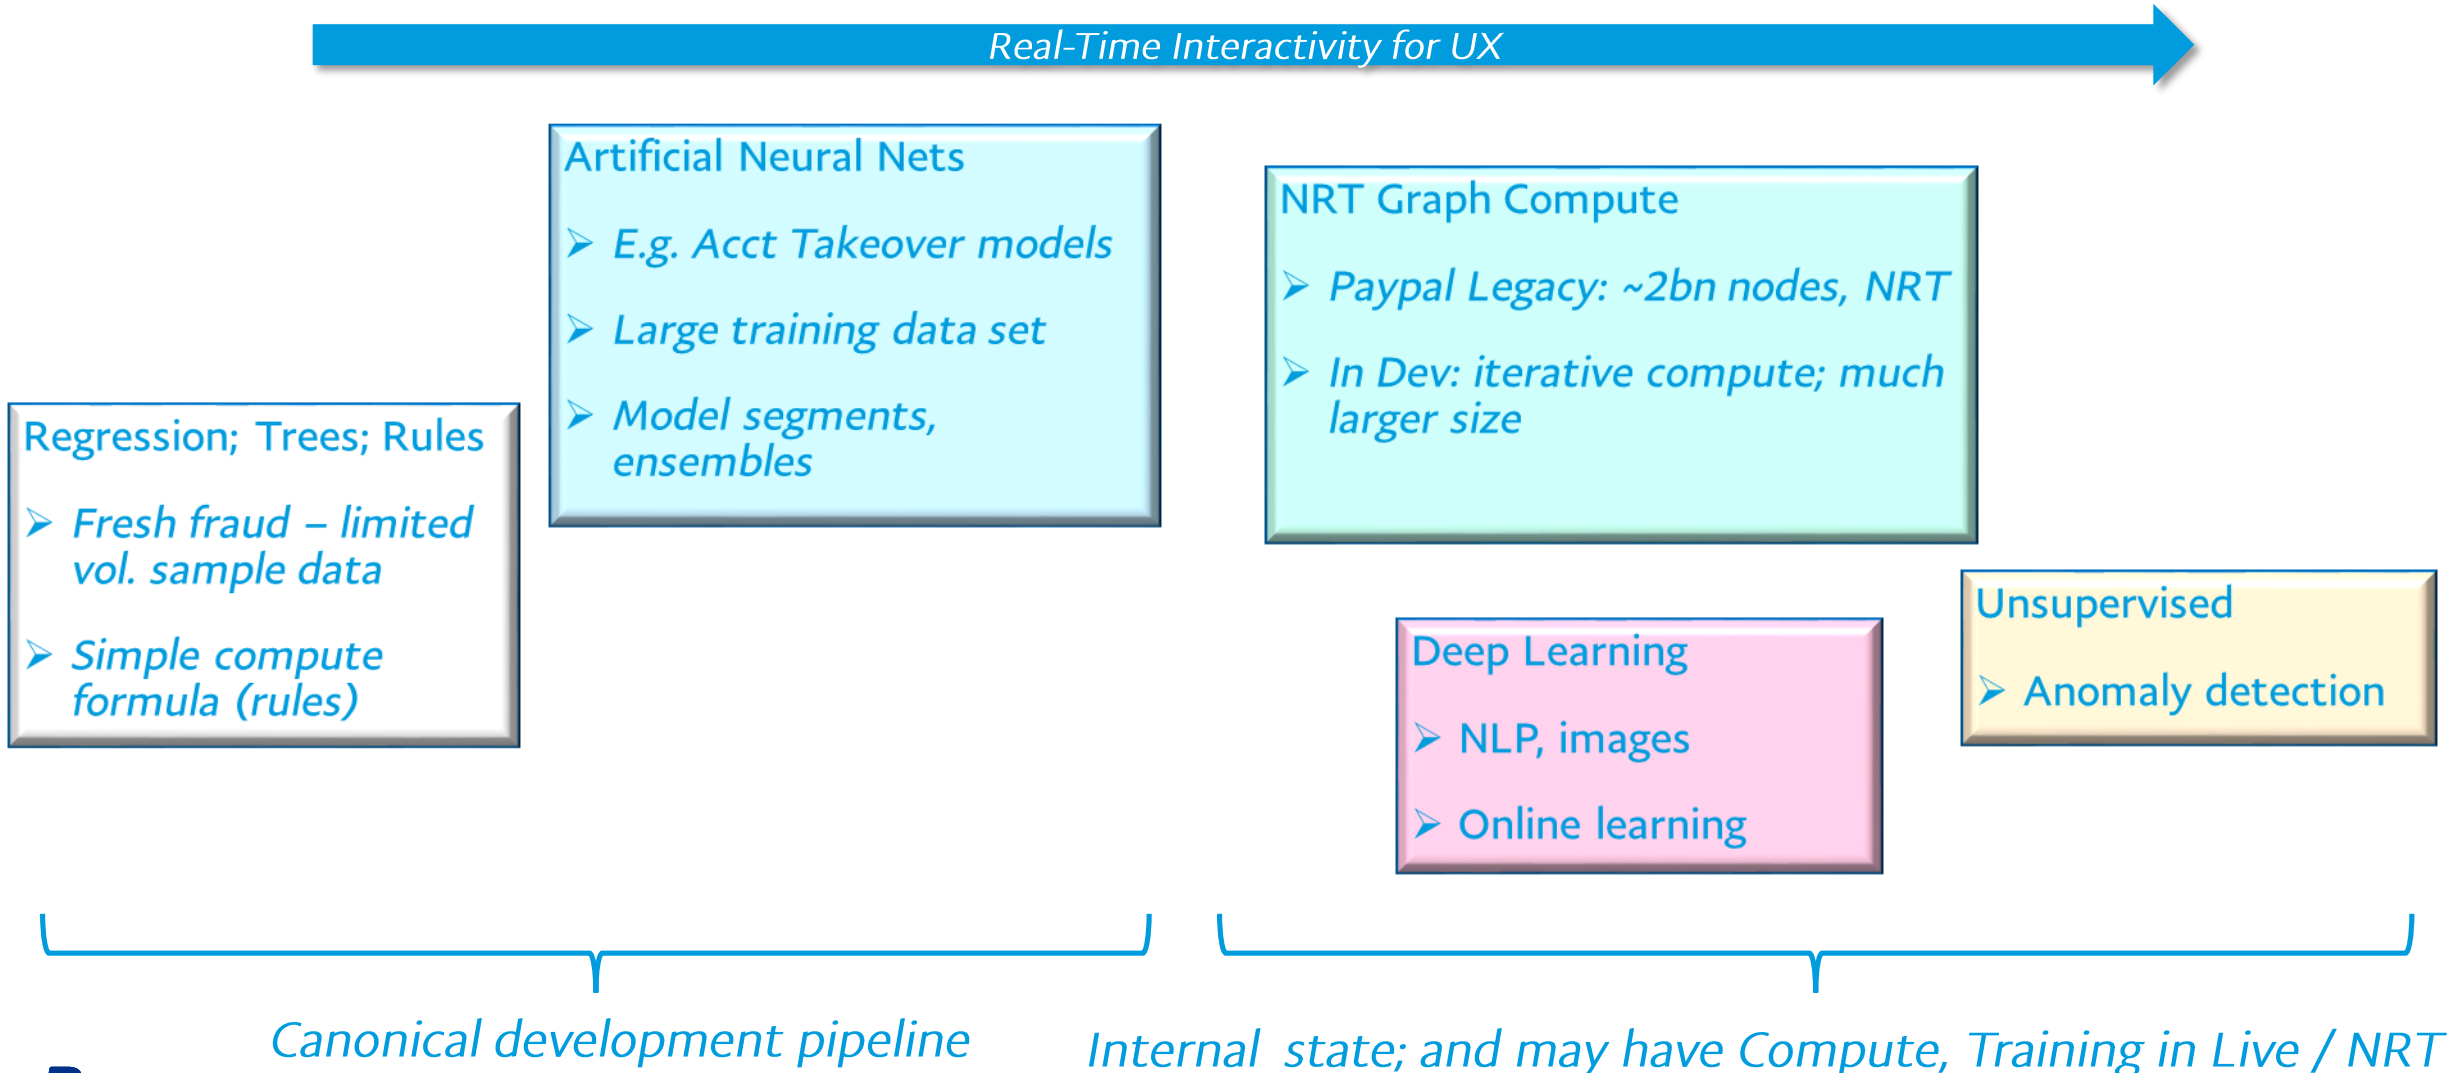 Real-Time Interactivity for UX
Artificial Neural Nets
➢ E.g. Acct Takeover models
➢ Large training data set
➢ Model segments,
ensembles
NRT Graph Compute
➢ Paypal Legacy: ~2bn nodes, NRT
➢ In Dev: iterative compute; much
larger size
Regression; Trees; Rules
➢ Fresh fraud – limited
vol. sample data
➢ Simple compute
formula (rules)
Deep Learning
➢ NLP, images
➢ Online learning
Unsupervised
➢ Anomaly detection
Canonical development pipeline
Internal state; and may have Compute, Training in Live / NRT